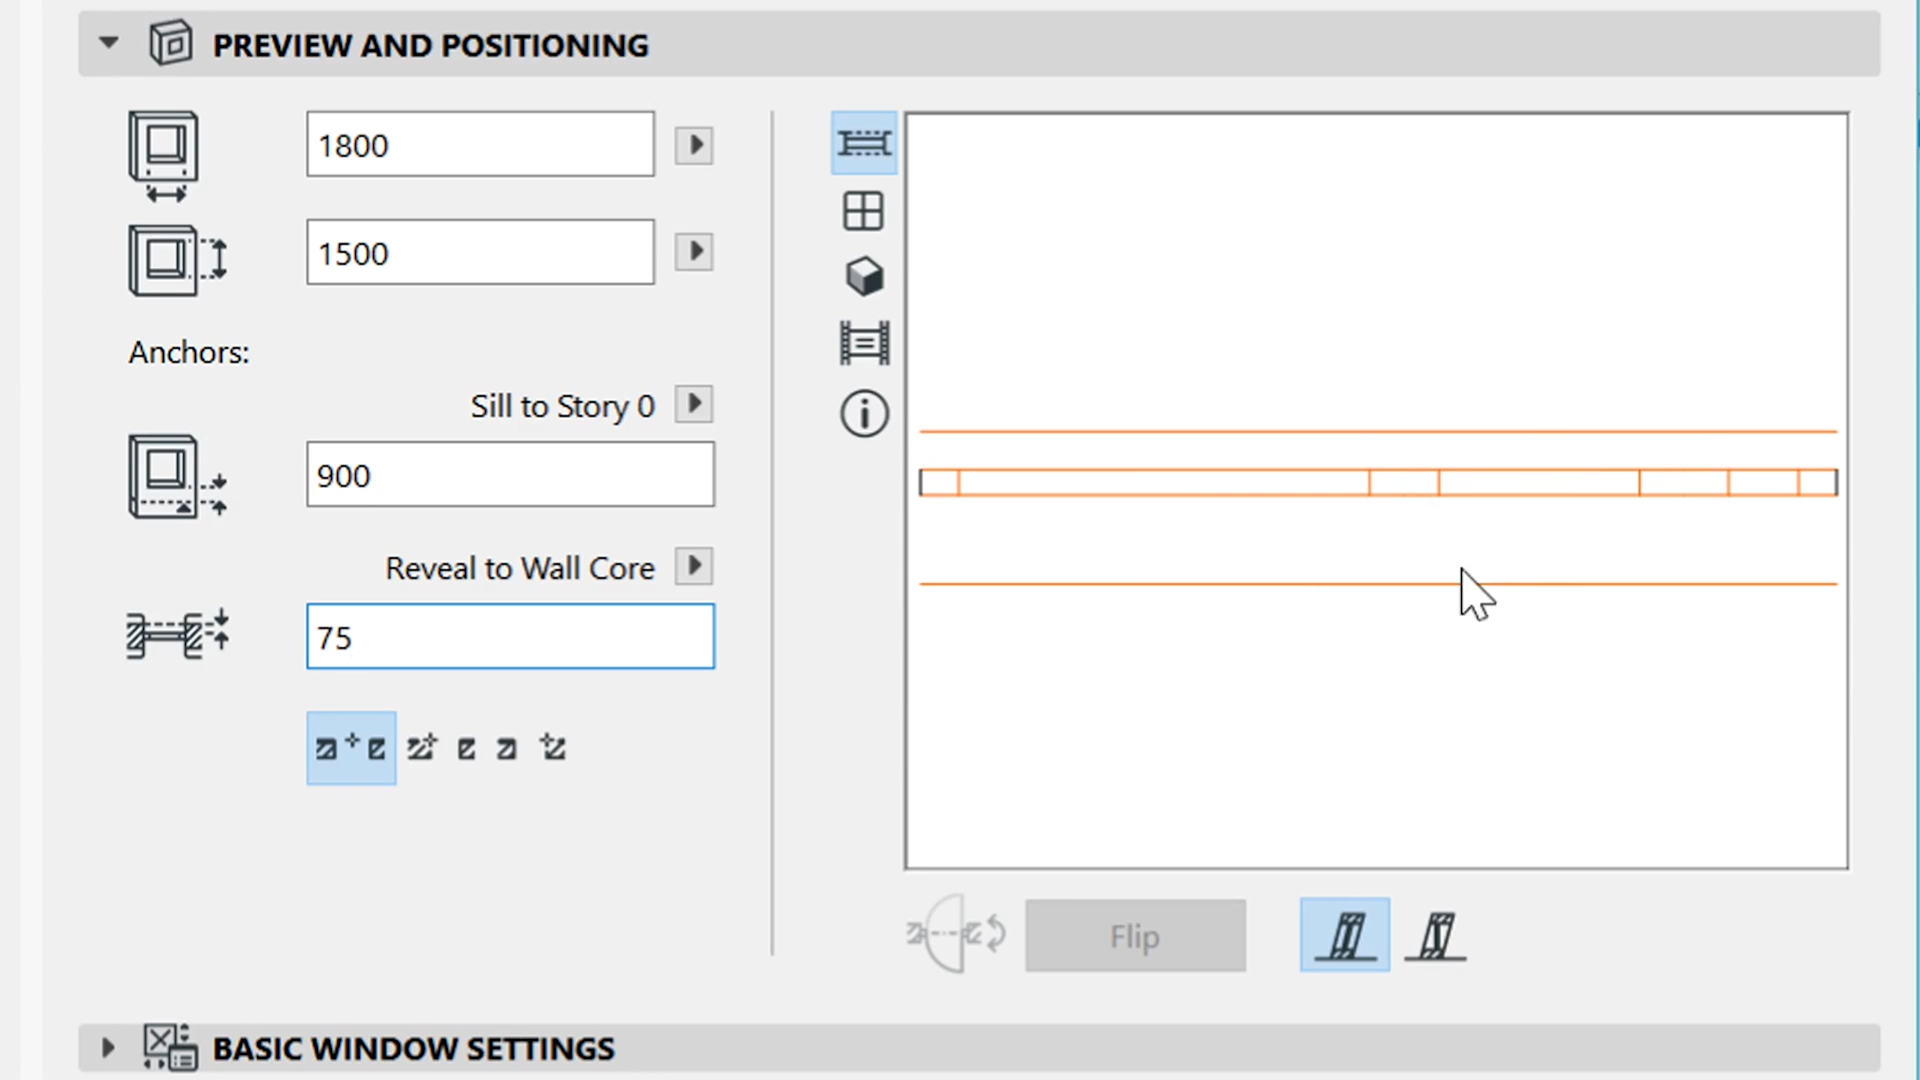 PREVIEW AND POSITIONING
1800
1500
Anchors:
Sill to Story 0
900
Reveal to Wall Core
75
Flip
BASIC WINDOW SETTINGS